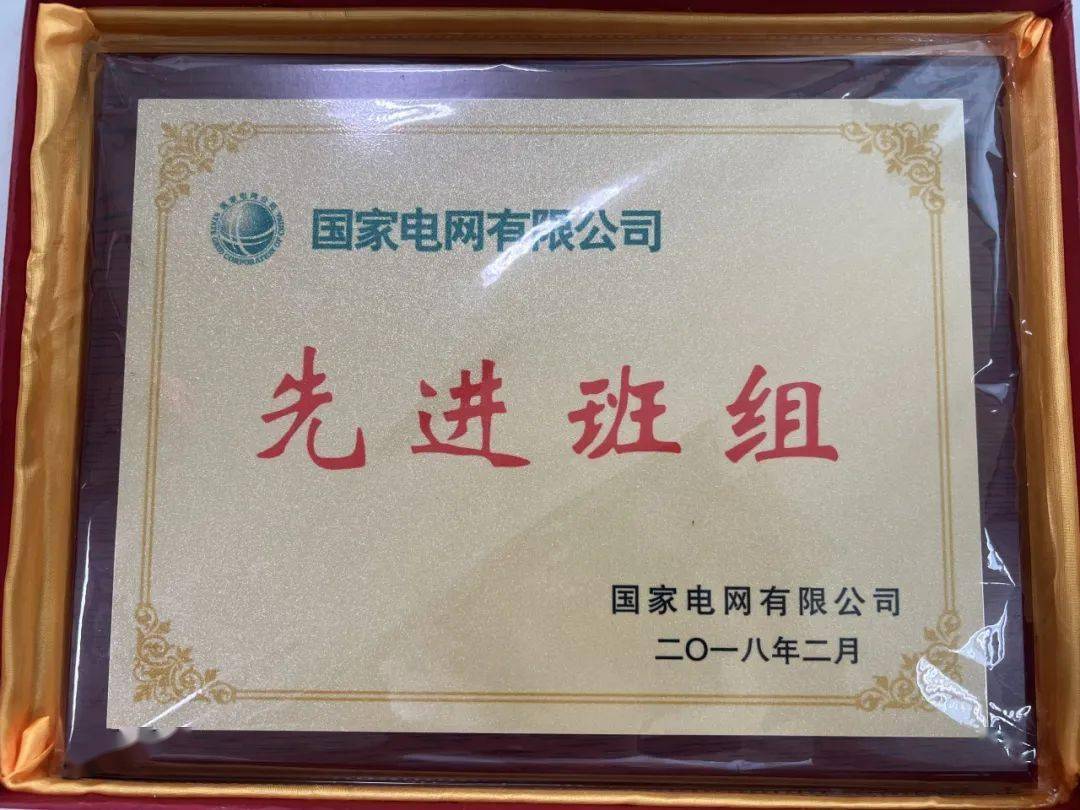 国家电网有限公司
先进班组
国家电网有限公司
二〇一八年二月